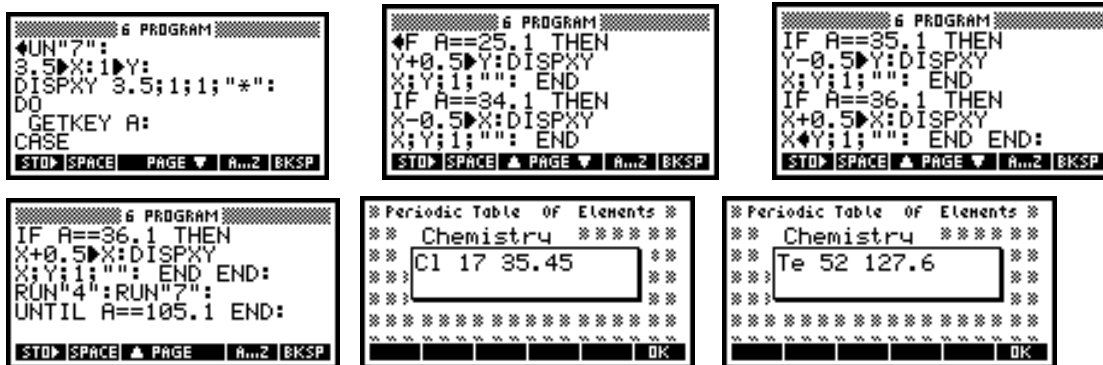 6 PROGRAM
◀UN"7":
3.5▶X:1▶Y:
DISPXY 3.5;1;1;"*":
DO
GETKEY A:
CASE
STO▶ SPACE PAGE ▼ A...Z BKSP
6 PROGRAM
◀F A==25.1 THEN
Y+0.5▶Y:DISPXY
X;Y;1;"": END
IF A==34.1 THEN
X-0.5▶X:DISPXY
X;Y;1;"": END
STO▶ SPACE ▲ PAGE ▼ A...Z BKSP
6 PROGRAM
IF A==35.1 THEN
Y-0.5▶Y:DISPXY
X;Y;1;"": END
IF A==36.1 THEN
X+0.5▶X:DISPXY
X◀Y;1;"": END END:
STO▶ SPACE ▲ PAGE ▼ A...Z BKSP
6 PROGRAM
IF A==36.1 THEN
X+0.5▶X:DISPXY
X;Y;1;"": END END:
RUN"4":RUN"7":
UNTIL A==105.1 END:
STO▶ SPACE ▲ PAGE A...Z BKSP
Periodic Table Of Elements
Chemistry
Cl 17 35.45
OK
Periodic Table Of Elements
Chemistry
Te 52 127.6
OK